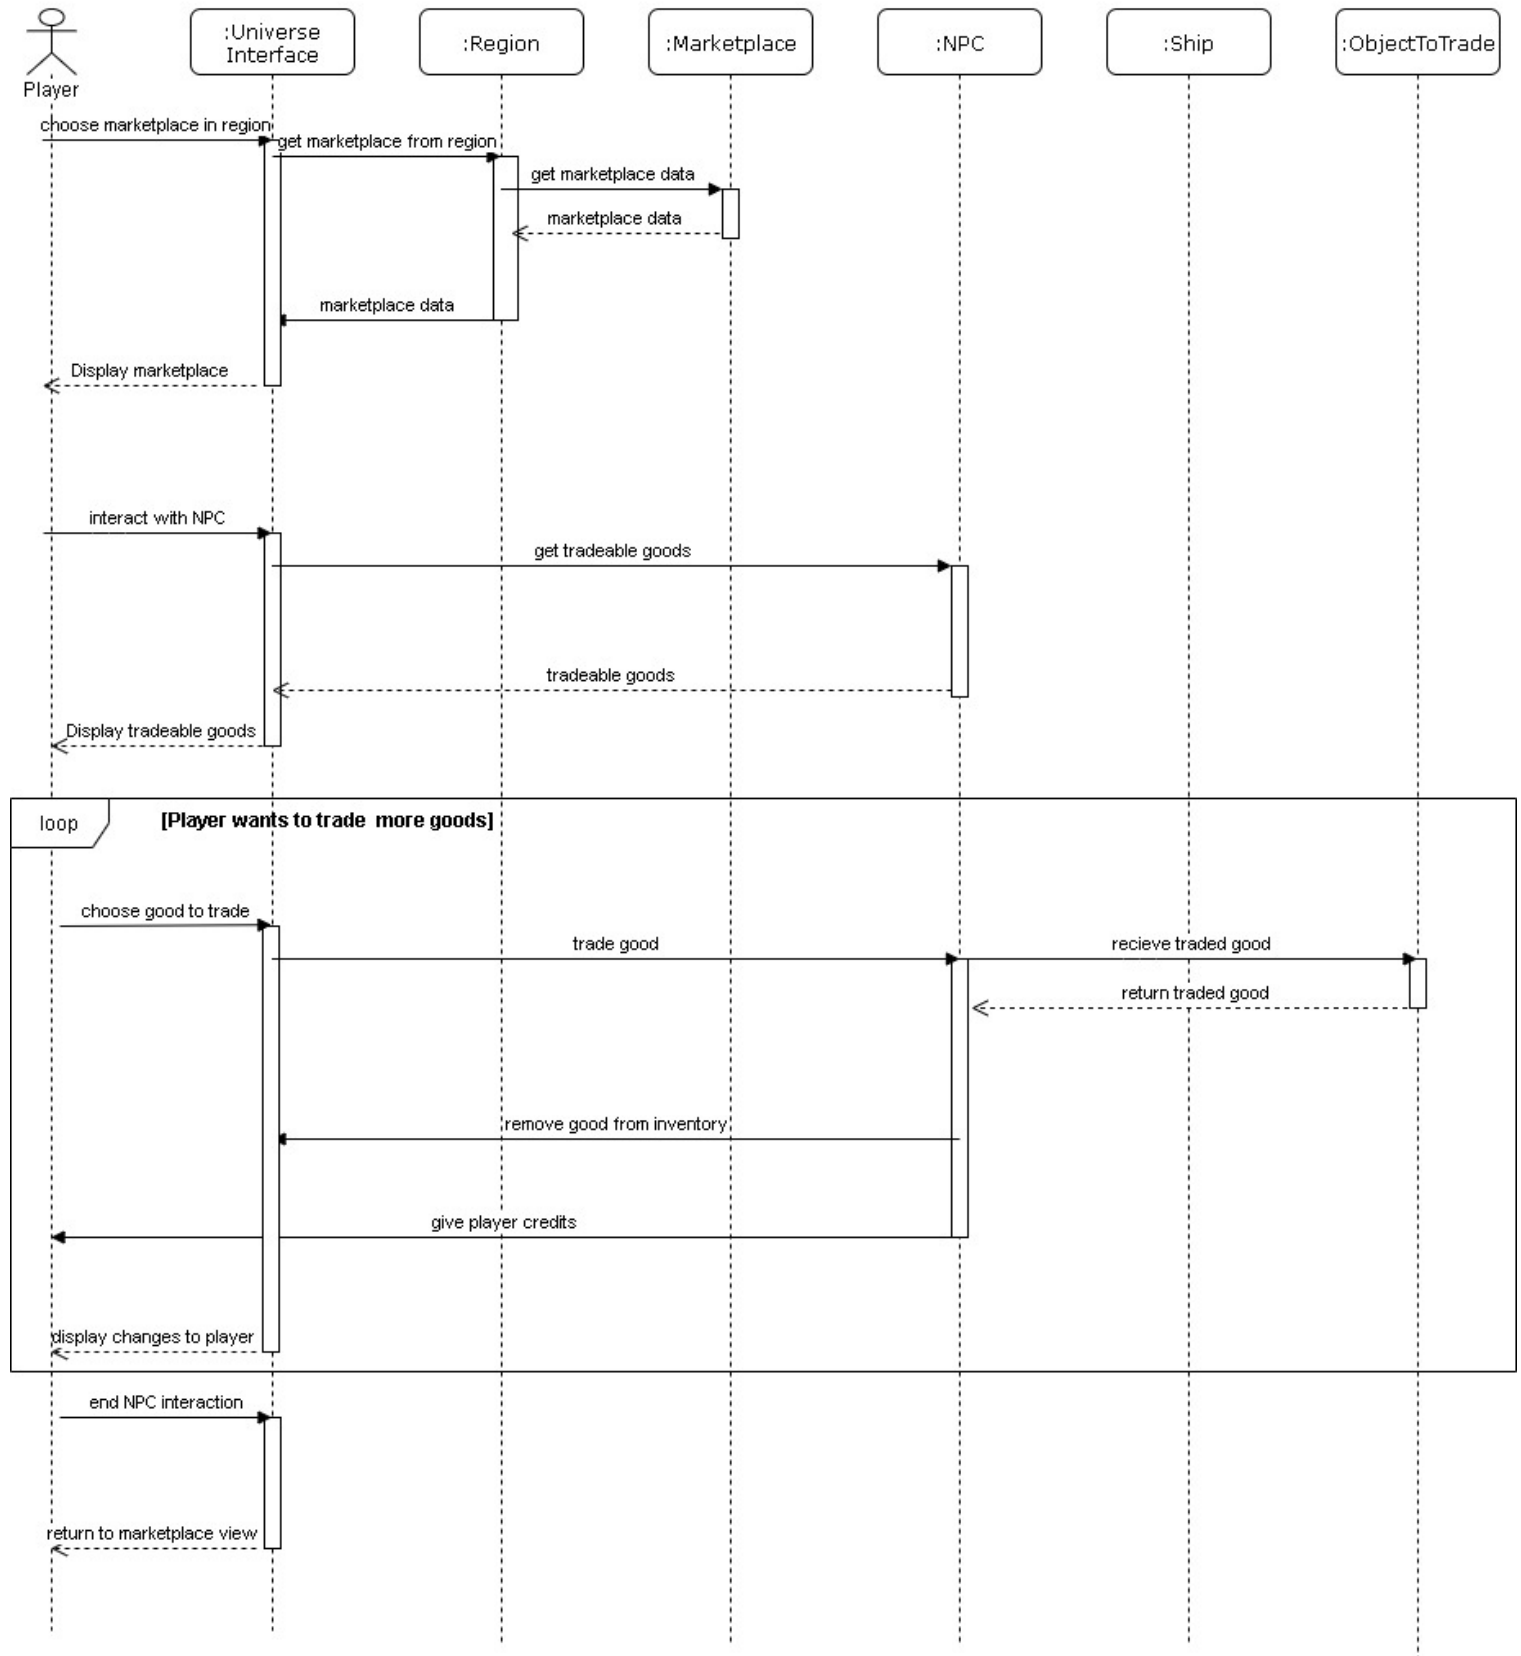 Player
:Universe
Interface
:Region
:Marketplace
:NPC
:Ship
:ObjectToTrade
choose marketplace in region
get marketplace from region
get marketplace data
marketplace data
marketplace data
Display marketplace
interact with NPC
get tradeable goods
tradeable goods
Display tradeable goods
loop
[Player wants to trade  more goods]
choose good to trade
trade good
recieve traded good
return traded good
remove good from inventory
give player credits
display changes to player
end NPC interaction
return to marketplace view